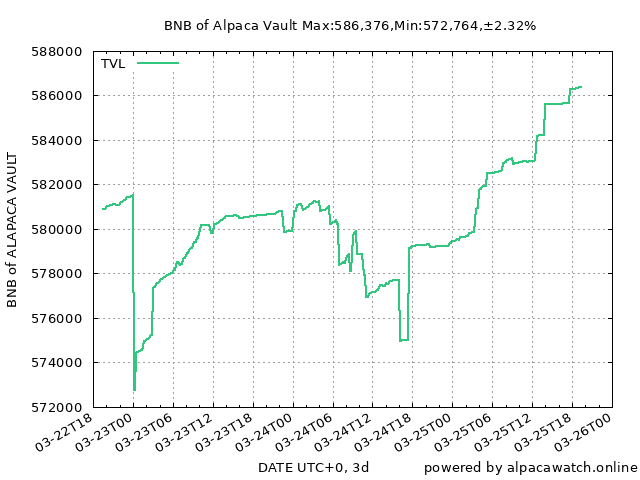 BNB of Alpaca Vault Max:586,376,Min:572,764,±2.32%
BNB of ALAPACA VAULT
TVL
588000
586000
584000
582000
580000
578000
576000
574000
572000
03-22T18
03-23T00
03-23T06
03-23T12
03-23T18
03-24T00
03-24T06
03-24T12
03-24T18
03-25T00
03-25T06
03-25T12
03-25T18
03-26T00
DATE UTC+0, 3d
powered by alpacawatch.online